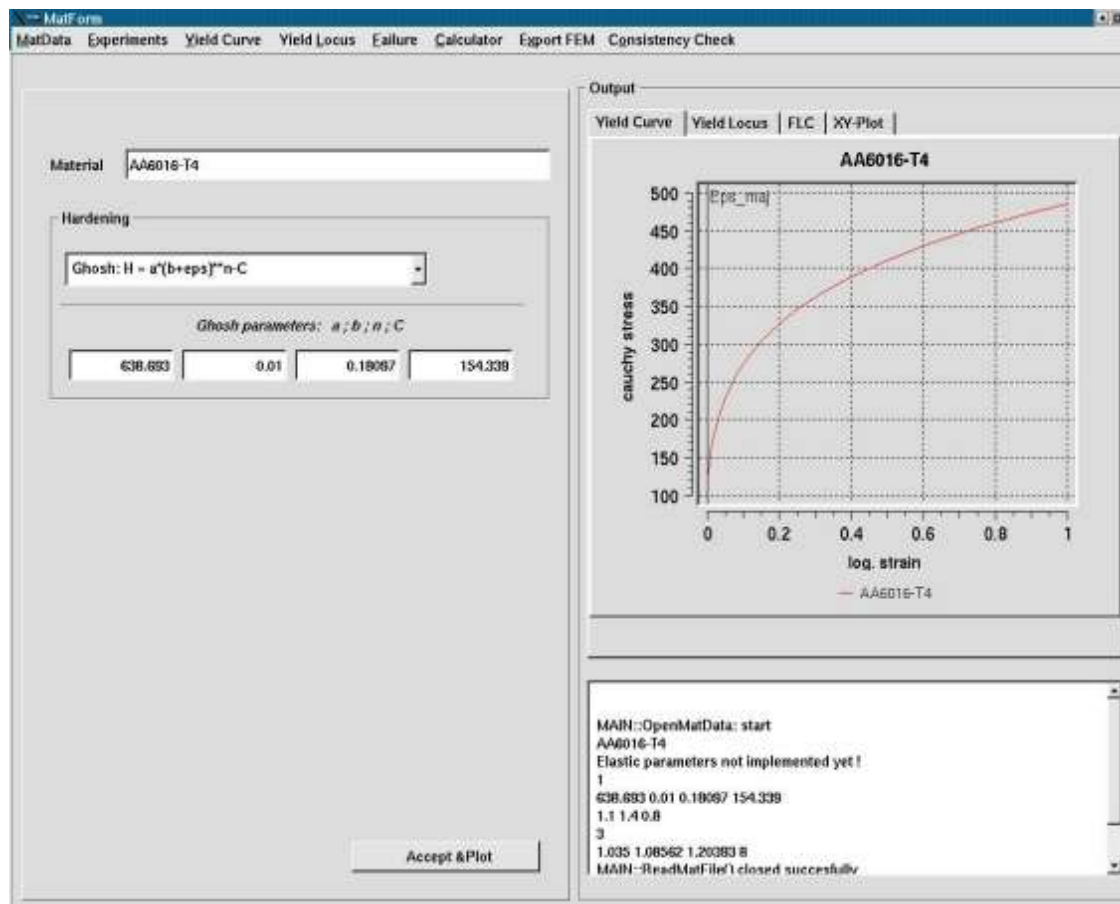 MatForm
MatData Experiments Yield Curve Yield Locus Failure Calculator Export FEM Consistency Check
Material AA6016-T4
Hardening
Ghosh: H = a*(b+eps)**n-C
Ghosh parameters: a ; b ; n ; C
638.693 0.01 0.18097 154.339
Accept &Plot
Output
Yield Curve Yield Locus FLC XY-Plot
AA6016-T4
Eps_maj
500
450
400
350
300
250
200
150
100
cauchy stress
0 0.2 0.4 0.6 0.8 1
log. strain
AA6016-T4
MAIN::OpenMatData: start
AA6016-T4
Elastic parameters not implemented yet !
1
638.693 0.01 0.18097 154.339
1.1 1.4 0.8
3
1.035 1.08562 1.20383 8
MAIN::ReadMatFile() closed succesfully